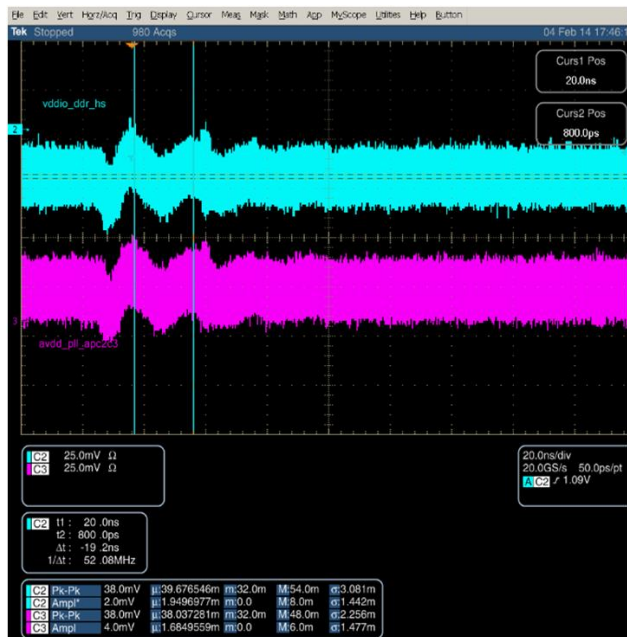 File Edit Vert Horz/Acq Trig Display Cursor Meas Mask Math App MyScope Utilities Help Button
Tek Stopped 980 Acqs 04 Feb 14 17:46:1
Curs1 Pos
20.0ns
vddio_ddr_hs
Curs2 Pos
800.0ps
2
3
avdd_pll_apc2c3
C2 25.0mV Ω
C3 25.0mV Ω
20.0ns/div
20.0GS/s 50.0ps/pt
A C2 ƒ 1.09V
C2 t1 : 20 .0ns
t2 : 800 .0ps
Δt : -19 .2ns
1/Δt : 52 .08MHz
C2 Pk-Pk 38.0mV μ:39.676546m m:32.0m M:54.0m σ:3.081m
C2 Ampl* 2.0mV μ:1.9496977m m:0.0 M:8.0m σ:1.442m
C3 Pk-Pk 38.0mV μ:38.037281m m:32.0m M:48.0m σ:2.256m
C3 Ampl 4.0mV μ:1.6849559m m:0.0 M:6.0m σ:1.477m